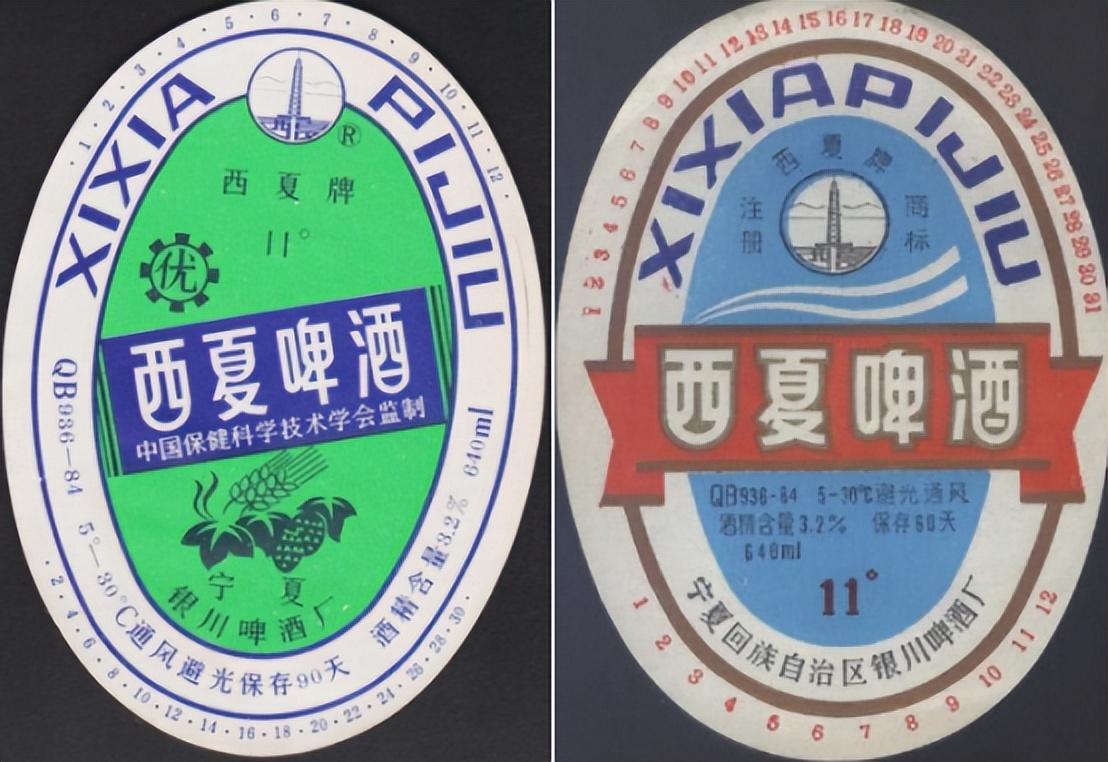 · 1 · 2 · 3 · 4 · 5 · 6 · 7 · 8 · 9 · 10 · 11 · 12 ·
XIXIA PIJIU
®
西夏牌
11°
优
西夏啤酒
中国保健科学技术学会监制
宁夏
银川啤酒厂
QB936—84 5°—30°C通风避光保存90天 酒精含量3.2% 640ml
· 2 · 4 · 6 · 8 · 10 · 12 · 14 · 16 · 18 · 20 · 22 · 24 · 26 · 28 · 30 ·
1 2 3 4 5 6 7 8 9 10 11 12 13 14 15 16 17 18 19 20 21 22 23 24 25 26 27 28 29 30 31
XIXIAPIJIU
西夏牌
注册 商标
西夏啤酒
QB936-84 5-30℃避光通风
酒精含量3.2% 保存60天
640ml
11°
宁夏回族自治区银川啤酒厂
1 2 3 4 5 6 7 8 9 10 11 12